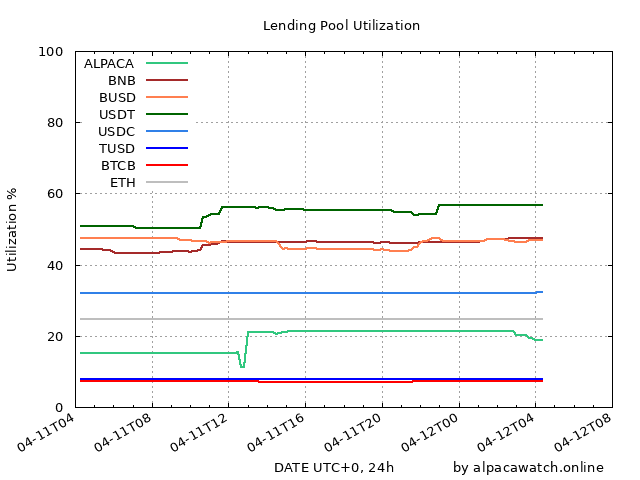 Lending Pool Utilization
Utilization %
100
80
60
40
20
0
ALPACA
BNB
BUSD
USDT
USDC
TUSD
BTCB
ETH
04-11T04
04-11T08
04-11T12
04-11T16
04-11T20
04-12T00
04-12T04
04-12T08
DATE UTC+0, 24h
by alpacawatch.online